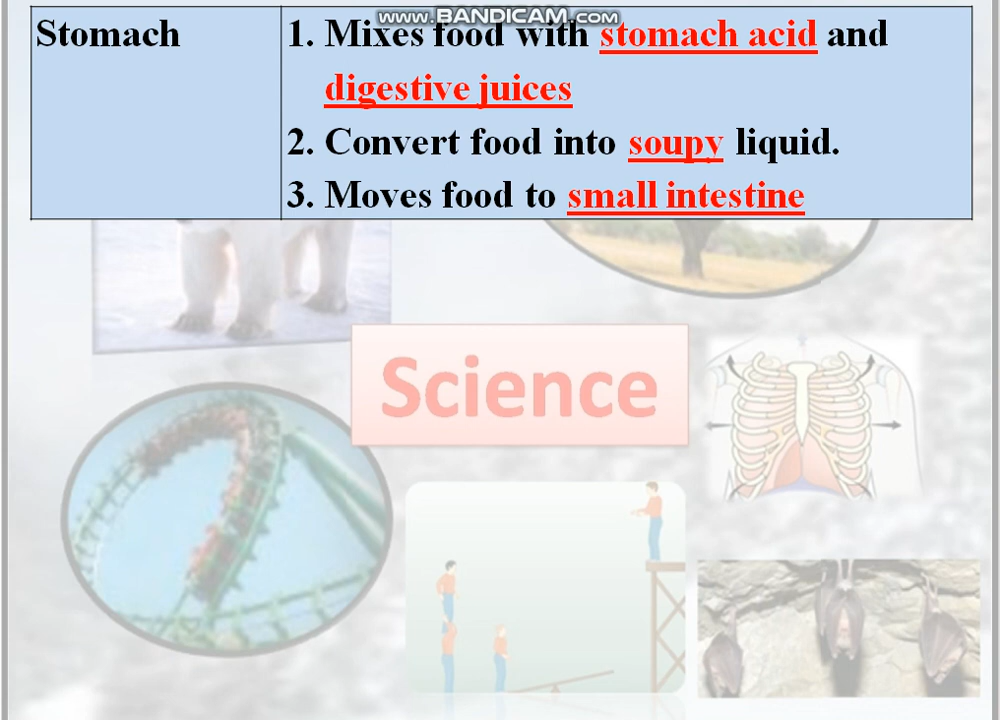 www.BANDICAM.com
Stomach
1. Mixes food with stomach acid and
digestive juices
2. Convert food into soupy liquid.
3. Moves food to small intestine
Science